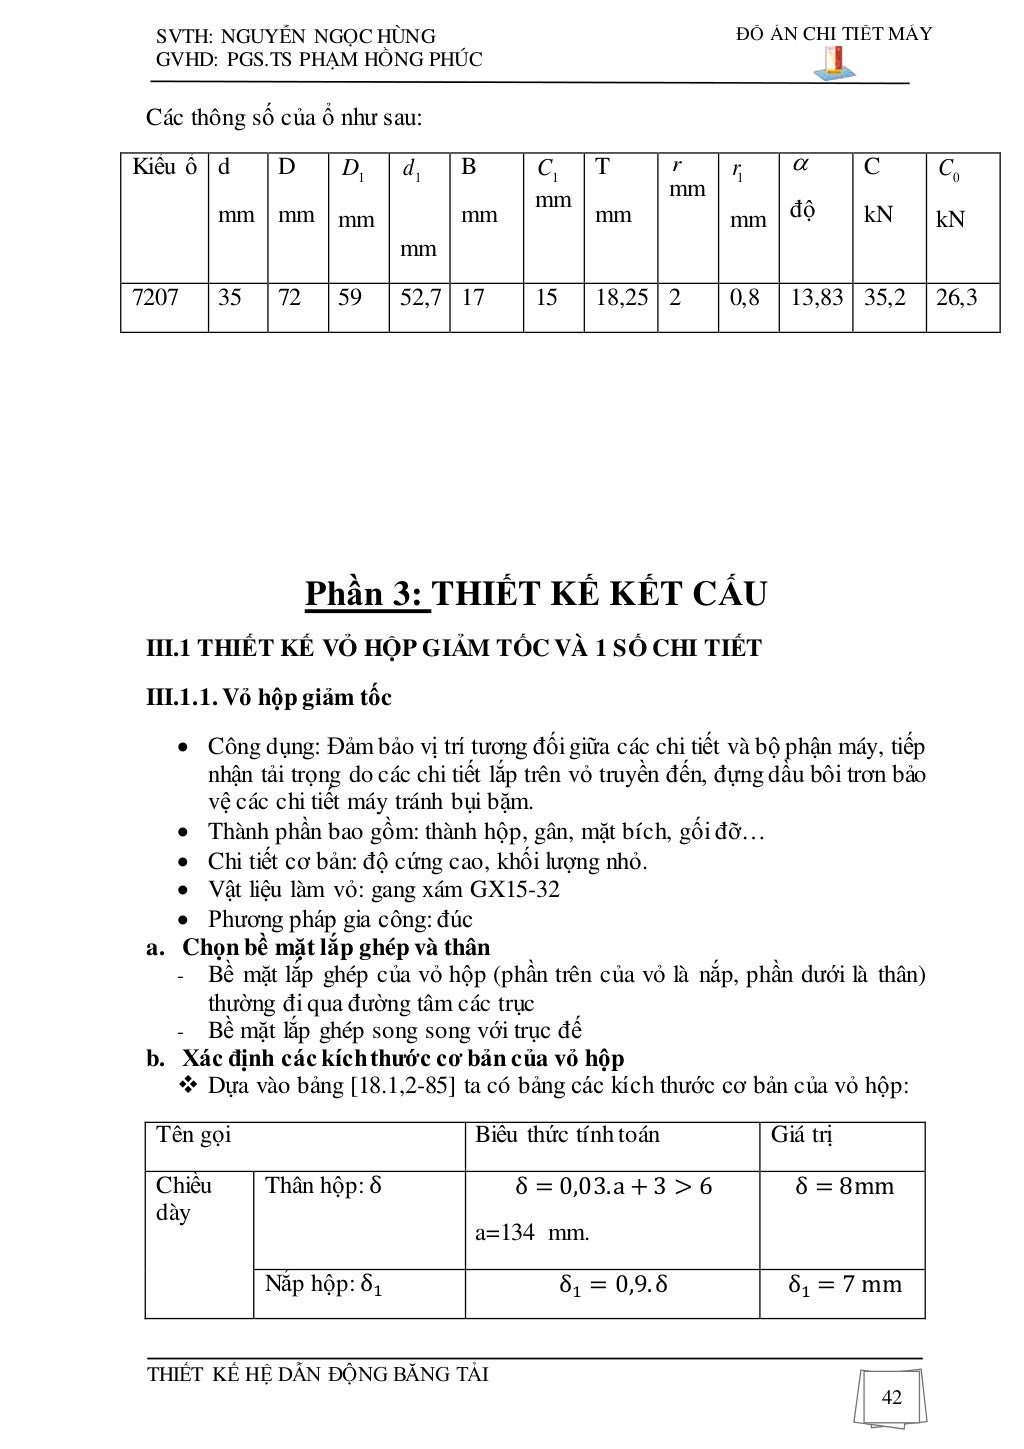 SVTH: NGUYỄN NGỌC HÙNG
ĐỒ ÁN CHI TIẾT MÁY
GVHD: PGS.TS PHẠM HỒNG PHÚC
Các thông số của ổ như sau:
Kiểu ổ d D D₁ d₁ B C₁ T r r₁ α C C₀
mm mm mm mm mm mm mm mm mm độ kN kN
7207 35 72 59 52,7 17 15 18,25 2 0,8 13,83 35,2 26,3
Phần 3: THIẾT KẾ KẾT CẤU
III.1 THIẾT KẾ VỎ HỘP GIẢM TỐC VÀ 1 SỐ CHI TIẾT
III.1.1. Vỏ hộp giảm tốc
• Công dụng: Đảm bảo vị trí tương đối giữa các chi tiết và bộ phận máy, tiếp
nhận tải trọng do các chi tiết lắp trên vỏ truyền đến, đựng dầu bôi trơn bảo
vệ các chi tiết máy tránh bụi bặm.
• Thành phần bao gồm: thành hộp, gân, mặt bích, gối đỡ…
• Chi tiết cơ bản: độ cứng cao, khối lượng nhỏ.
• Vật liệu làm vỏ: gang xám GX15-32
• Phương pháp gia công: đúc
a. Chọn bề mặt lắp ghép và thân
- Bề mặt lắp ghép của vỏ hộp (phần trên của vỏ là nắp, phần dưới là thân)
thường đi qua đường tâm các trục
- Bề mặt lắp ghép song song với trục đế
b. Xác định các kích thước cơ bản của vỏ hộp
❖ Dựa vào bảng [18.1,2-85] ta có bảng các kích thước cơ bản của vỏ hộp:
Tên gọi Biểu thức tính toán Giá trị
Chiều Thân hộp: δ δ = 0,03.a + 3 > 6 δ = 8mm
dày
a=134 mm.
Nắp hộp: δ₁ δ₁ = 0,9.δ δ₁ = 7 mm
THIẾT KẾ HỆ DẪN ĐỘNG BĂNG TẢI
42